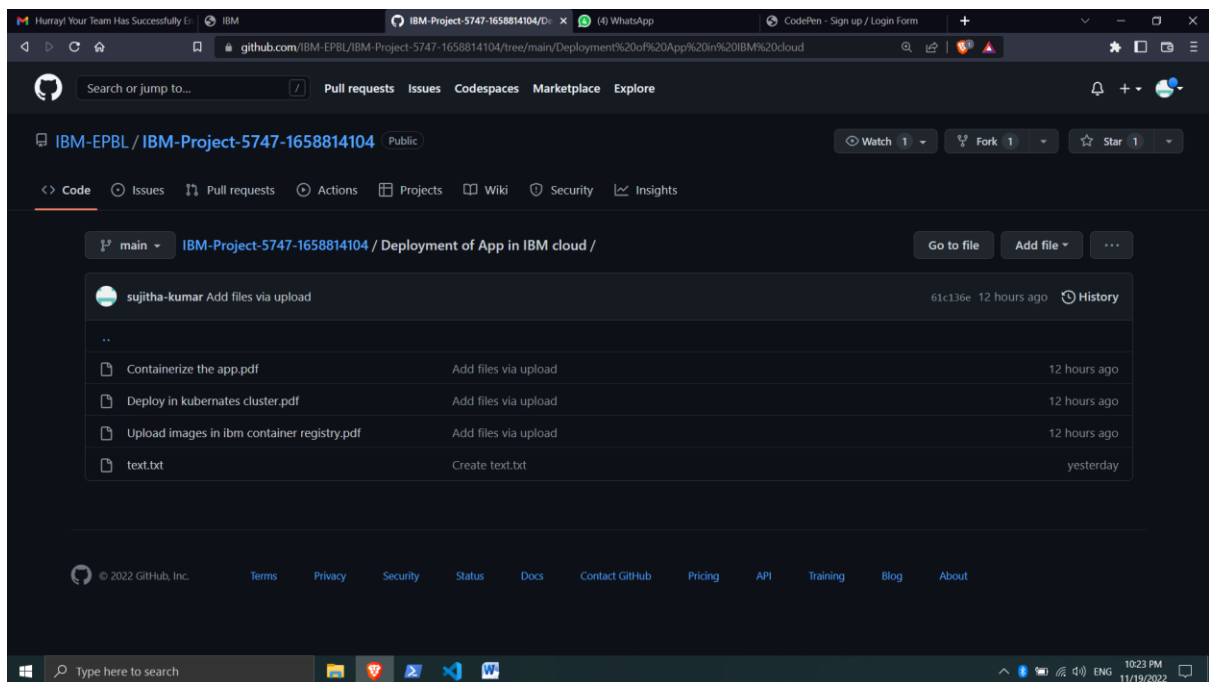 Hurray! Your Team Has Successfully En IBM IBM-Project-5747-1658814104/De (4) WhatsApp CodePen - Sign up / Login Form
github.com/IBM-EPBL/IBM-Project-5747-1658814104/tree/main/Deployment%20of%20App%20in%20IBM%20cloud
Search or jump to... / Pull requests Issues Codespaces Marketplace Explore
IBM-EPBL / IBM-Project-5747-1658814104 Public Watch 1 Fork 1 Star 1
Code Issues Pull requests Actions Projects Wiki Security Insights
main IBM-Project-5747-1658814104 / Deployment of App in IBM cloud / Go to file Add file ...
sujitha-kumar Add files via upload 61c136e 12 hours ago History
..
Containerize the app.pdf Add files via upload 12 hours ago
Deploy in kubernates cluster.pdf Add files via upload 12 hours ago
Upload images in ibm container registry.pdf Add files via upload 12 hours ago
text.txt Create text.txt yesterday
© 2022 GitHub, Inc. Terms Privacy Security Status Docs Contact GitHub Pricing API Training Blog About
Type here to search ENG 10:23 PM
11/19/2022